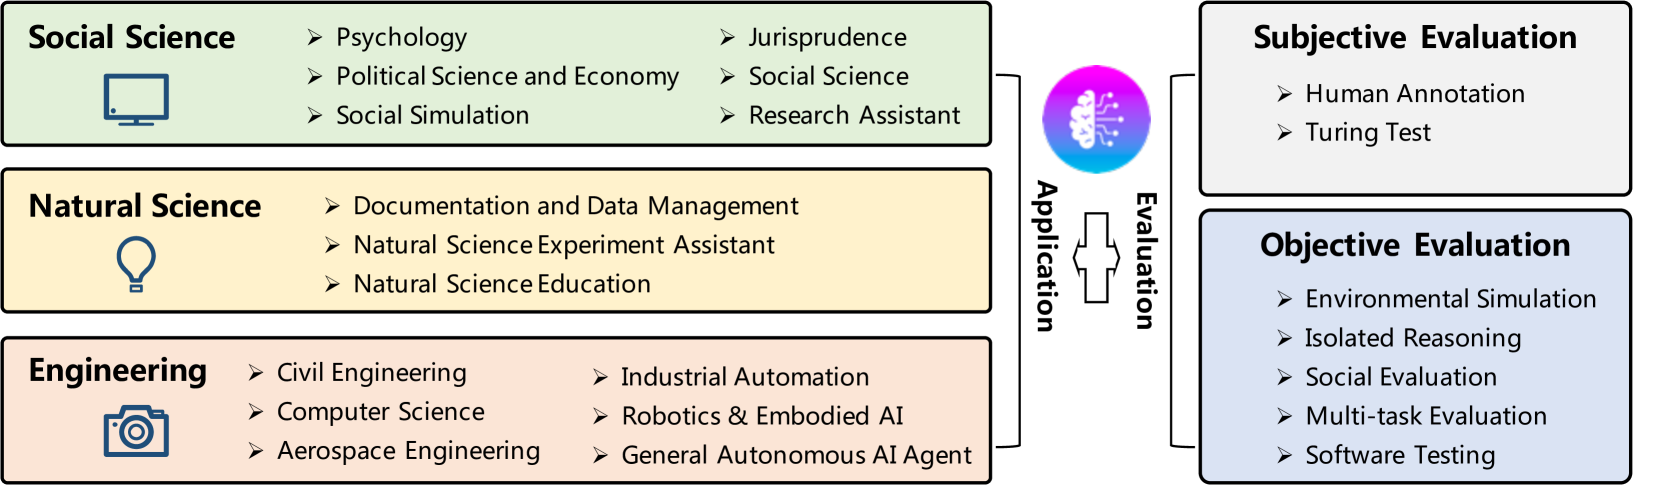 Social Science
➢ Psychology
➢ Political Science and Economy
➢ Social Simulation
➢ Jurisprudence
➢ Social Science
➢ Research Assistant
Natural Science
➢ Documentation and Data Management
➢ Natural Science Experiment Assistant
➢ Natural Science Education
Engineering
➢ Civil Engineering
➢ Computer Science
➢ Aerospace Engineering
➢ Industrial Automation
➢ Robotics & Embodied AI
➢ General Autonomous AI Agent
Application
Evaluation
Subjective Evaluation
➢ Human Annotation
➢ Turing Test
Objective Evaluation
➢ Environmental Simulation
➢ Isolated Reasoning
➢ Social Evaluation
➢ Multi-task Evaluation
➢ Software Testing